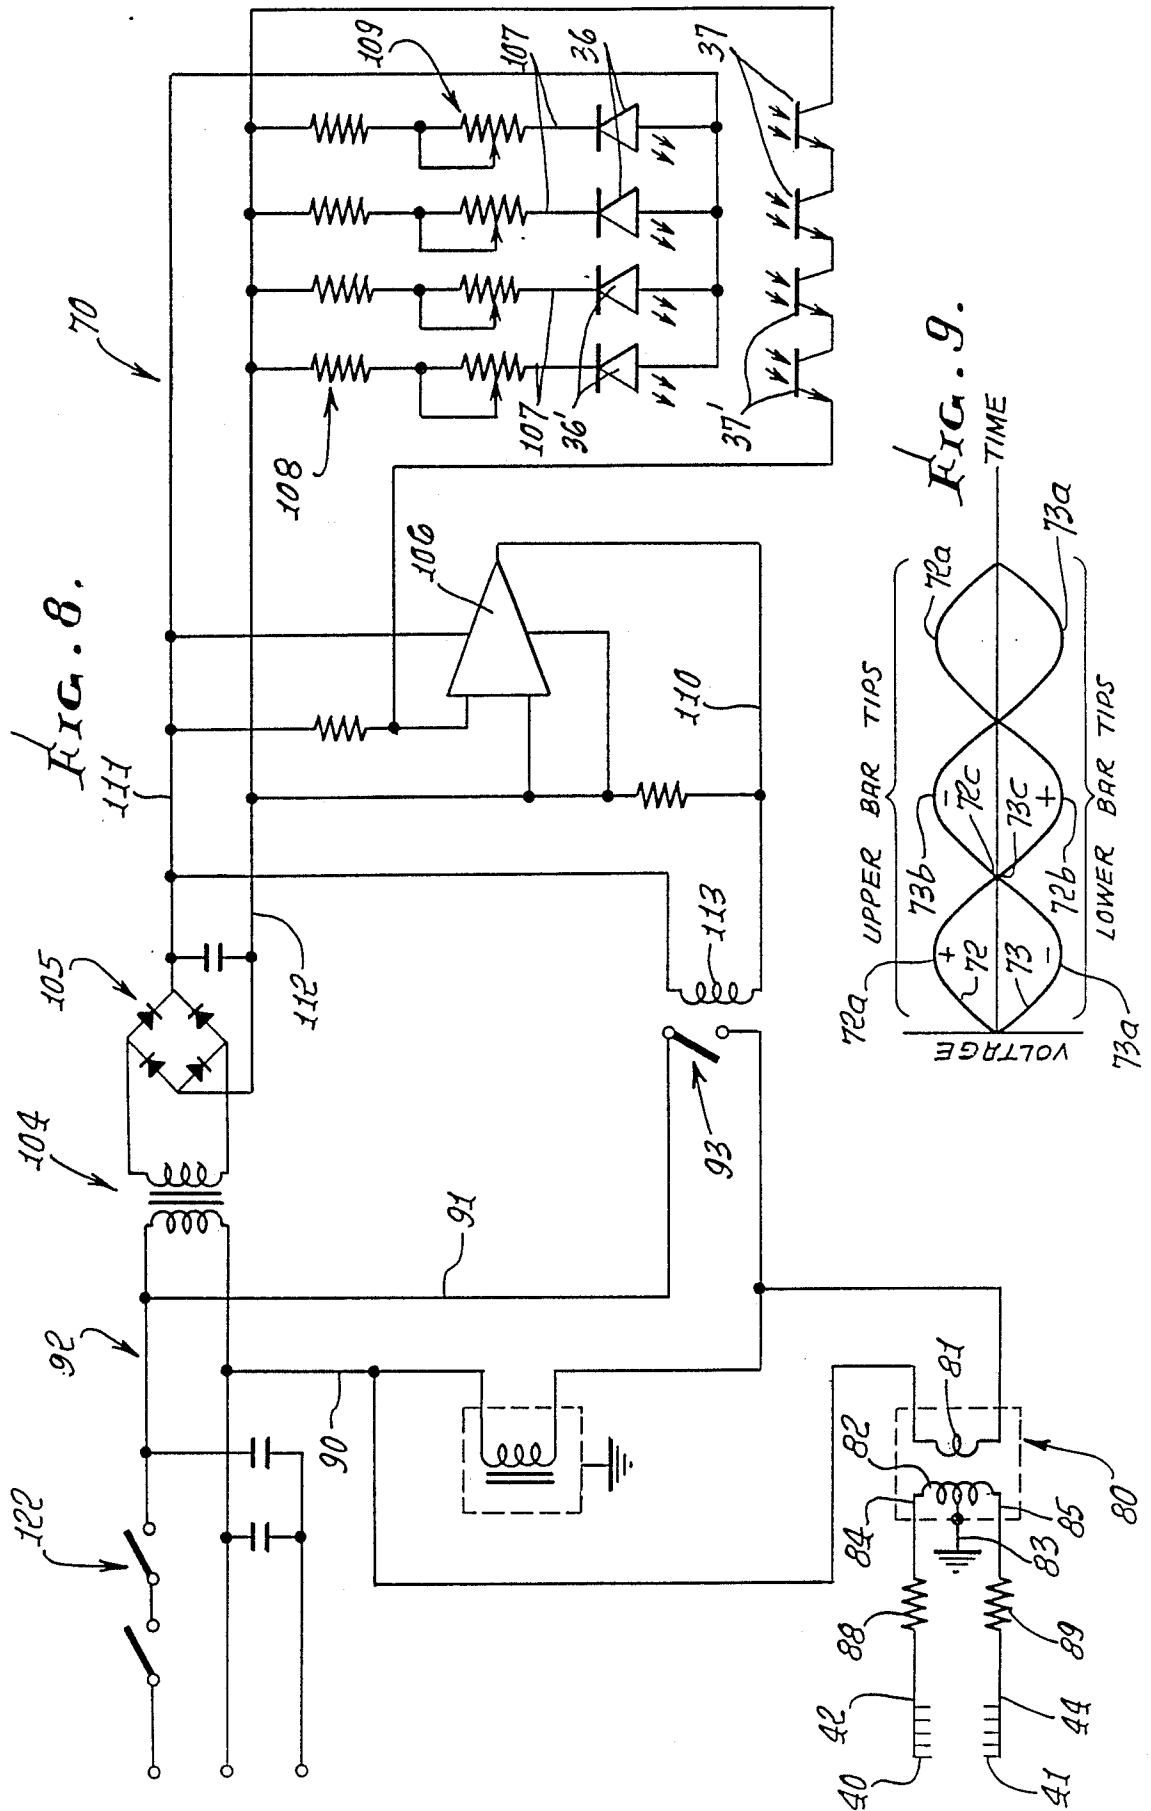 FIG. 8.
70
109
107
36
37
108
107
36'
37'
111
106
110
105
112
113
104
93
92
91
90
122
82
81
84
85
83
80
88
89
42
44
40
41
FIG. 9.
UPPER BAR TIPS
72a
73b
72a
+
72
−
72c
VOLTAGE
TIME
73
−
73c
+
73a
72b
73a
LOWER BAR TIPS